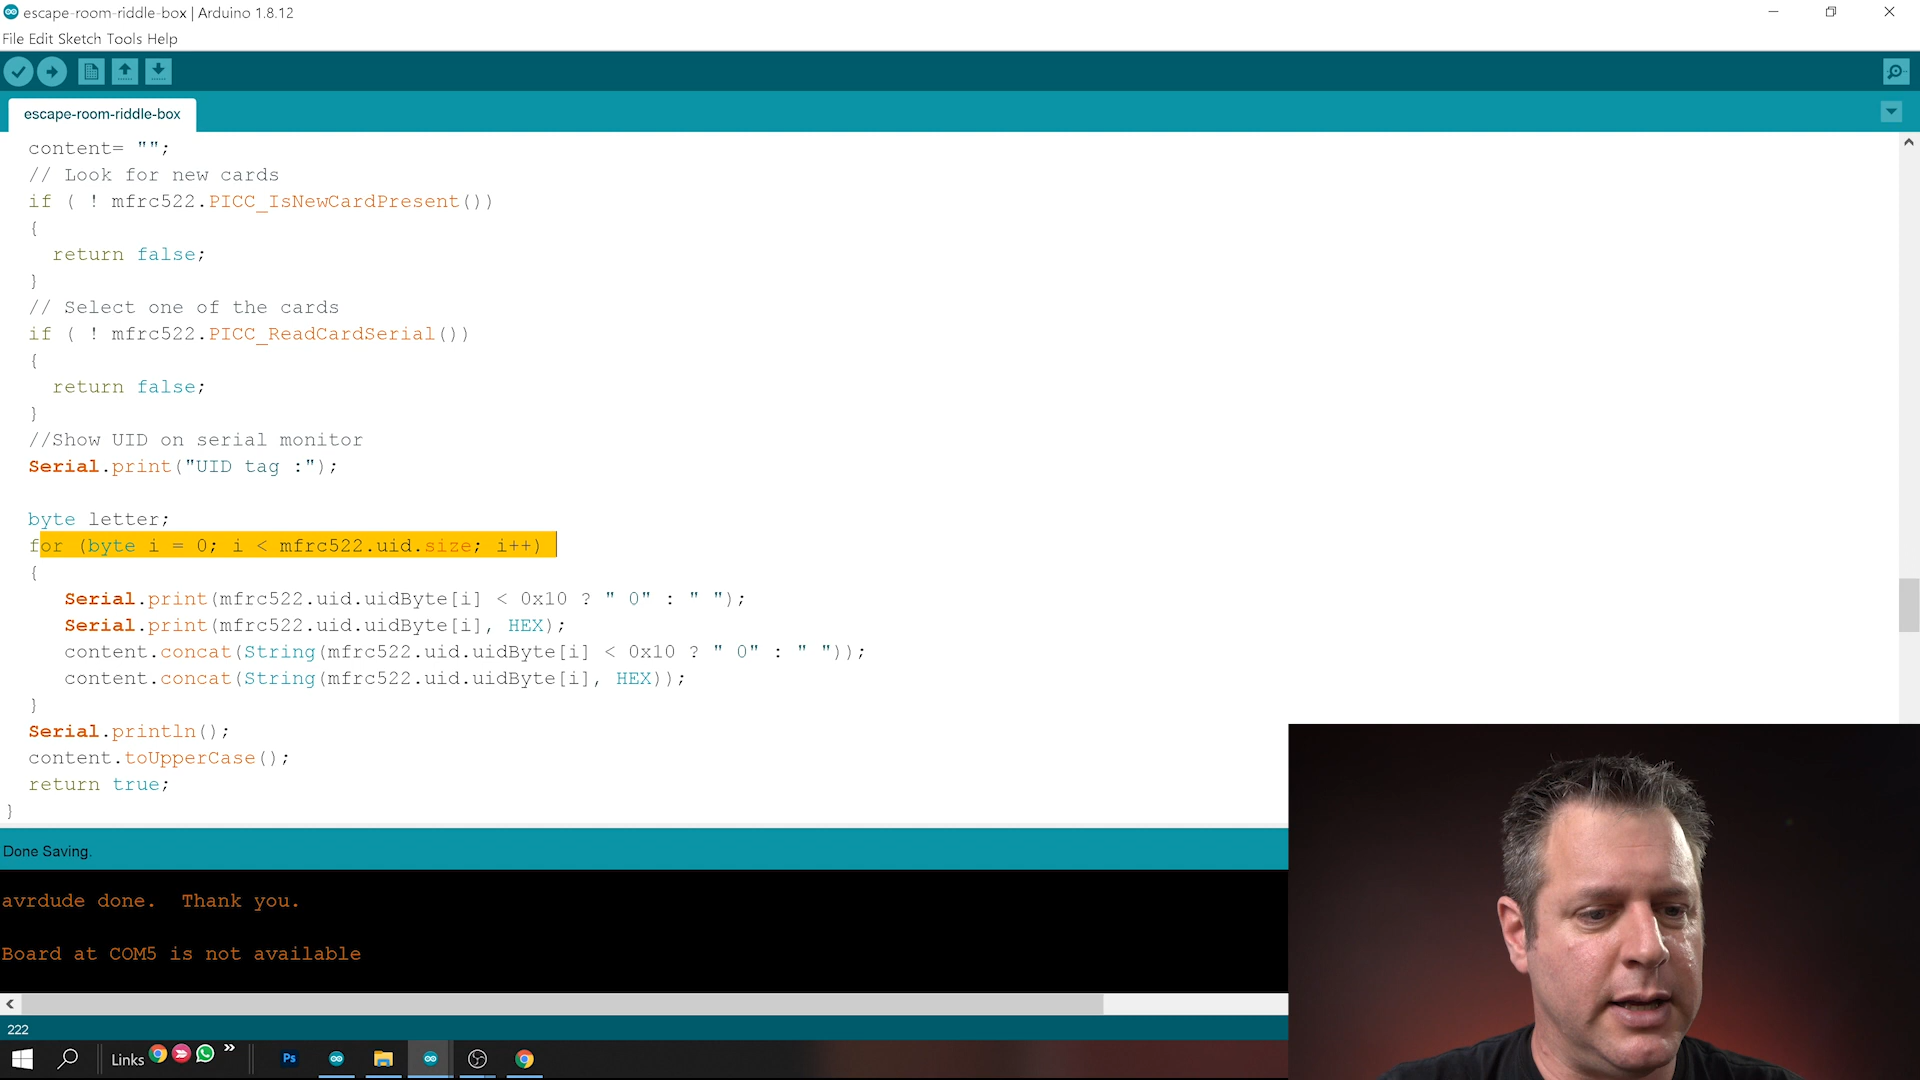 escape-room-riddle-box | Arduino 1.8.12
File Edit Sketch Tools Help
escape-room-riddle-box
content= "";
// Look for new cards
if ( ! mfrc522.PICC_IsNewCardPresent())
{
return false;
}
// Select one of the cards
if ( ! mfrc522.PICC_ReadCardSerial())
{
return false;
}
//Show UID on serial monitor
Serial.print("UID tag :");
byte letter;
for (byte i = 0; i < mfrc522.uid.size; i++)
{
Serial.print(mfrc522.uid.uidByte[i] < 0x10 ? " 0" : " ");
Serial.print(mfrc522.uid.uidByte[i], HEX);
content.concat(String(mfrc522.uid.uidByte[i] < 0x10 ? " 0" : " "));
content.concat(String(mfrc522.uid.uidByte[i], HEX));
}
Serial.println();
content.toUpperCase();
return true;
}
Done Saving.
avrdude done.  Thank you.
Board at COM5 is not available
222
Links » Ps